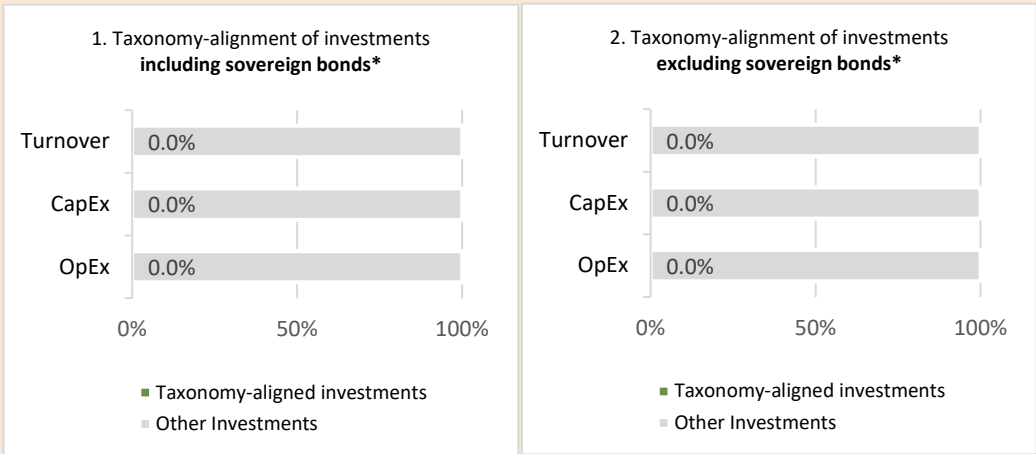 1. Taxonomy-alignment of investments
including sovereign bonds*
Turnover
0.0%
CapEx
0.0%
OpEx
0.0%
0%
50%
100%
Taxonomy-aligned investments
Other Investments
2. Taxonomy-alignment of investments
excluding sovereign bonds*
Turnover
0.0%
CapEx
0.0%
OpEx
0.0%
0%
50%
100%
Taxonomy-aligned investments
Other Investments